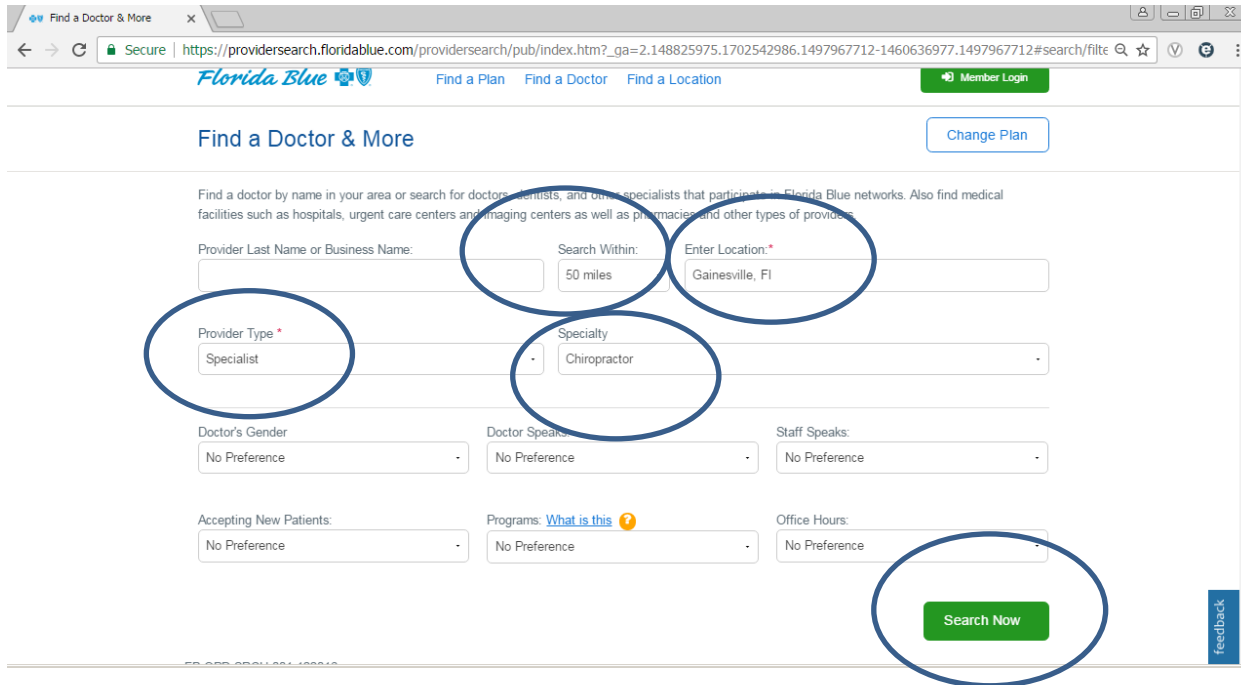 Find a Doctor & More
Secure | https://providersearch.floridablue.com/providersearch/pub/index.htm?_ga=2.148825975.1702542986.1497967712-1460636977.1497967712#search/filte
Florida Blue Find a Plan Find a Doctor Find a Location Member Login
Find a Doctor & More Change Plan
Find a doctor by name in your area or search for doctors, dentists, and other specialists that participate in Florida Blue networks. Also find medical
facilities such as hospitals, urgent care centers and imaging centers as well as pharmacies and other types of providers.
Provider Last Name or Business Name: Search Within: Enter Location:*
50 miles Gainesville, Fl
Provider Type * Specialty
Specialist Chiropractor
Doctor's Gender Doctor Speaks: Staff Speaks:
No Preference No Preference No Preference
Accepting New Patients: Programs: What is this ? Office Hours:
No Preference No Preference No Preference
Search Now
feedback